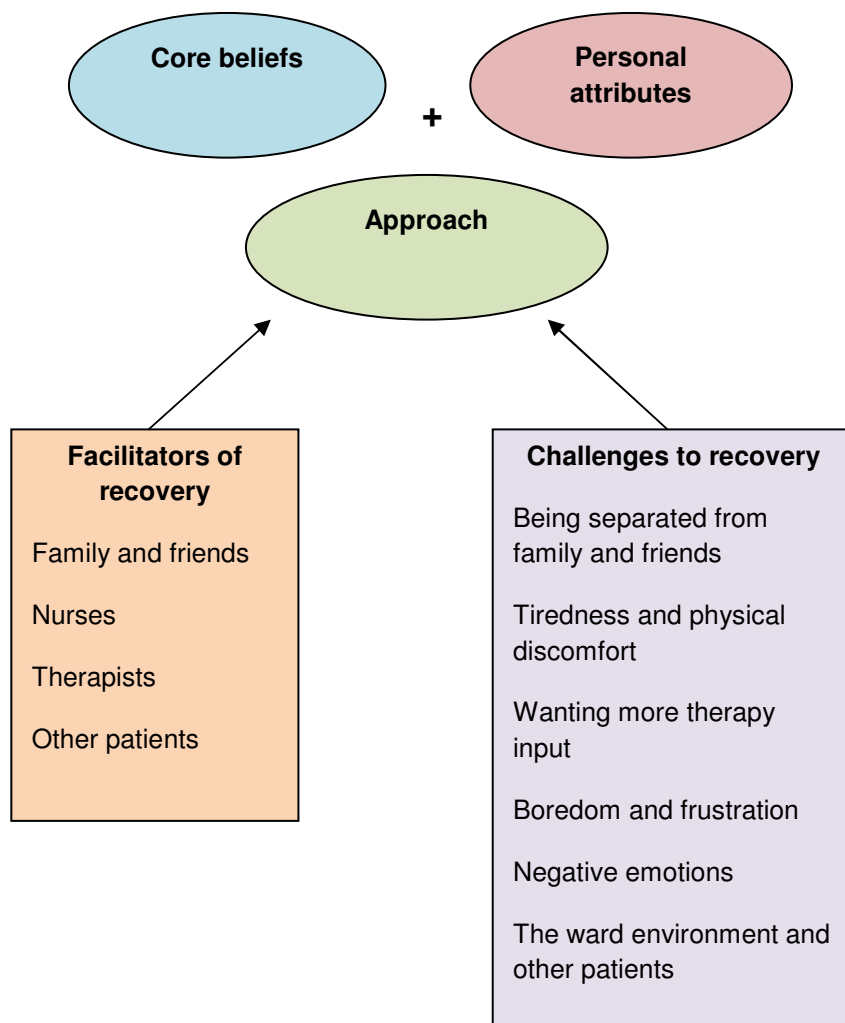 Core beliefs
Personal
attributes
+
Approach
Facilitators of
recovery
Family and friends
Nurses
Therapists
Other patients
Challenges to recovery
Being separated from
family and friends
Tiredness and physical
discomfort
Wanting more therapy
input
Boredom and frustration
Negative emotions
The ward environment and
other patients